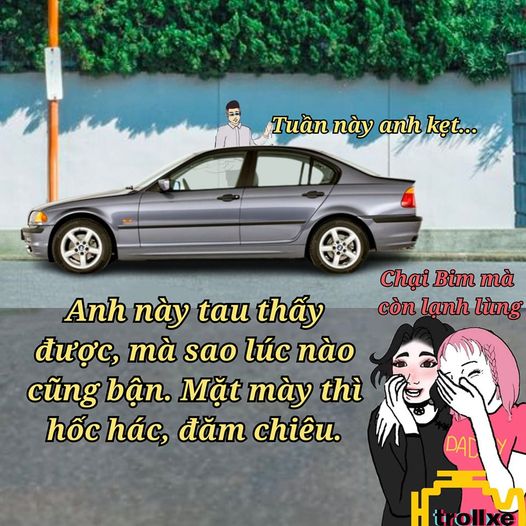 Tuần này anh kẹt...
Chại Bim mà
còn lạnh lùng
Anh này tau thấy
được, mà sao lúc nào
cũng bận. Mặt mày thì
hốc hác, đăm chiêu.
DADDY
trollxe